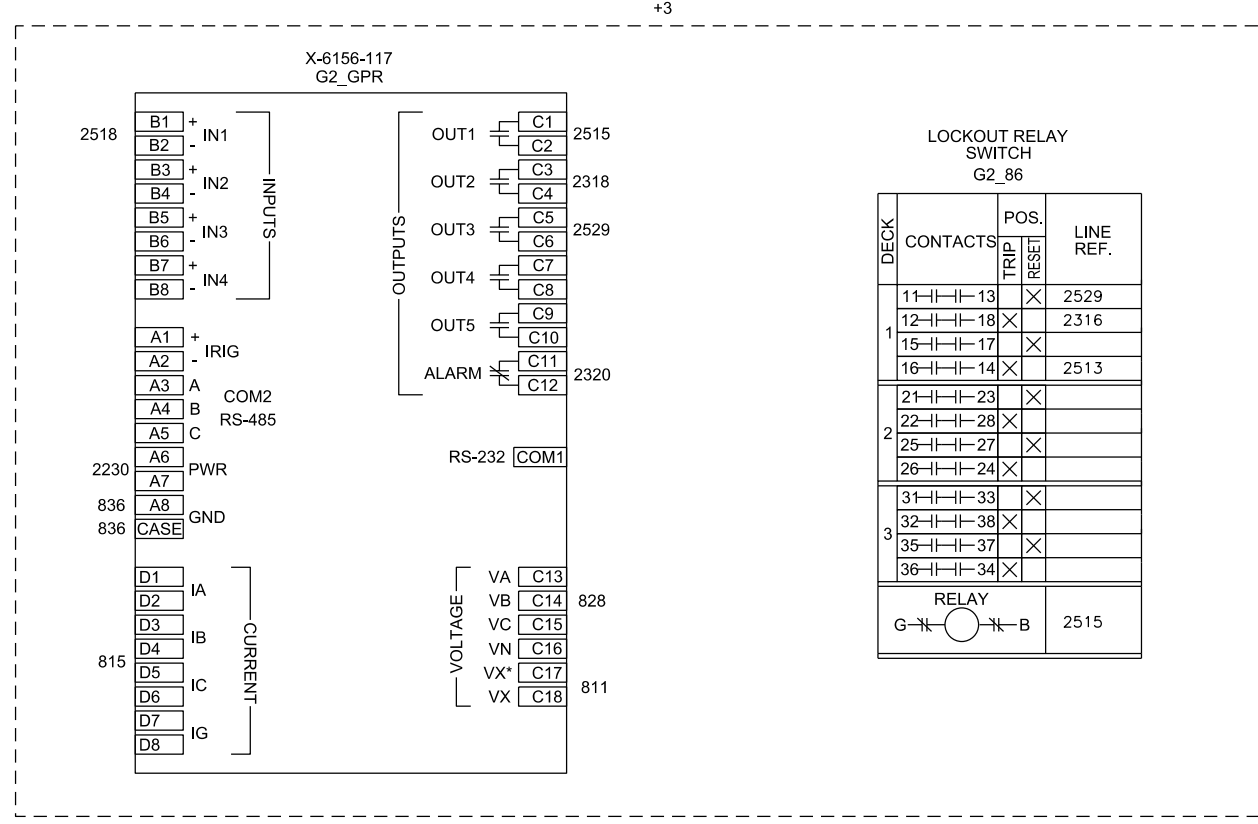 +3
X-6156-117
G2_GPR
2518
B1 + IN1
B2 -
B3 + IN2
B4 -
B5 + IN3
B6 -
B7 + IN4
B8 -
INPUTS
A1 + IRIG
A2 -
A3 A
A4 B
A5 C
COM2
RS-485
A6
2230 PWR
A7
836 A8
GND
836 CASE
D1
IA
D2
D3
IB
D4
815
D5
IC
D6
D7
IG
D8
CURRENT
OUTPUTS
OUT1 C1 2515
C2
OUT2 C3 2318
C4
OUT3 C5 2529
C6
OUT4 C7
C8
OUT5 C9
C10
ALARM C11 2320
C12
RS-232 COM1
VOLTAGE
VA C13
VB C14 828
VC C15
VN C16
VX* C17
811
VX C18
LOCKOUT RELAY
SWITCH
G2_86
DECK CONTACTS POS. LINE REF.
TRIP RESET
1
11 13 X 2529
12 18 X 2316
15 17 X
16 14 X 2513
2
21 23 X
22 28 X
25 27 X
26 24 X
3
31 33 X
32 38 X
35 37 X
36 34 X
RELAY
G B 2515